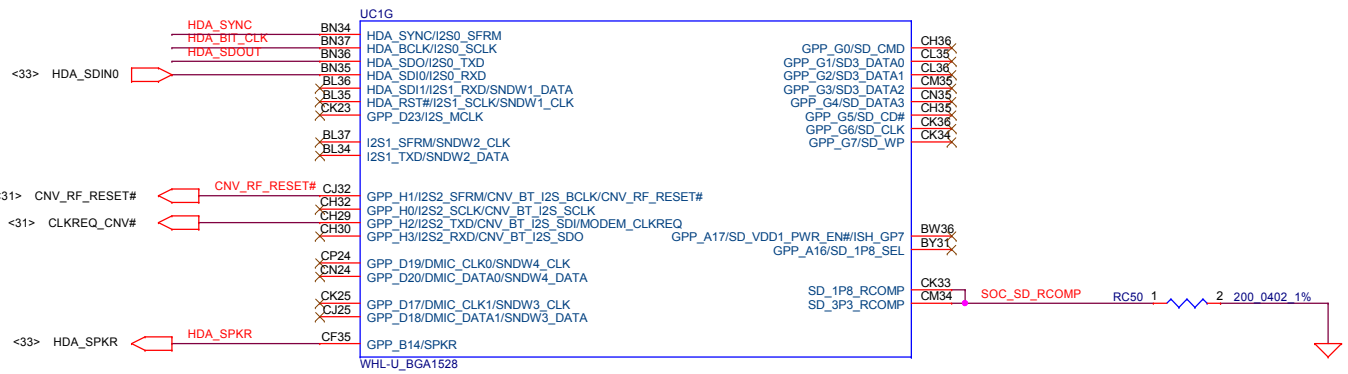 UC1G
HDA_SYNC BN34 HDA_SYNC/I2S0_SFRM
HDA_BIT_CLK BN37 HDA_BCLK/I2S0_SCLK
HDA_SDOUT BN36 HDA_SDO/I2S0_TXD
<33> HDA_SDIN0 BN35 HDA_SDI0/I2S0_RXD
BL36 HDA_SDI1/I2S1_RXD/SNDW1_DATA
BL35 HDA_RST#/I2S1_SCLK/SNDW1_CLK
CK23 GPP_D23/I2S_MCLK
BL37 I2S1_SFRM/SNDW2_CLK
BL34 I2S1_TXD/SNDW2_DATA
<31> CNV_RF_RESET# CNV_RF_RESET# CJ32 GPP_H1/I2S2_SFRM/CNV_BT_I2S_BCLK/CNV_RF_RESET#
CH32 GPP_H0/I2S2_SCLK/CNV_BT_I2S_SCLK
<31> CLKREQ_CNV# CH29 GPP_H2/I2S2_TXD/CNV_BT_I2S_SDI/MODEM_CLKREQ
CH30 GPP_H3/I2S2_RXD/CNV_BT_I2S_SDO
CP24 GPP_D19/DMIC_CLK0/SNDW4_CLK
CN24 GPP_D20/DMIC_DATA0/SNDW4_DATA
CK25 GPP_D17/DMIC_CLK1/SNDW3_CLK
CJ25 GPP_D18/DMIC_DATA1/SNDW3_DATA
<33> HDA_SPKR HDA_SPKR CF35 GPP_B14/SPKR
WHL-U_BGA1528
GPP_G0/SD_CMD CH36
GPP_G1/SD3_DATA0 CL35
GPP_G2/SD3_DATA1 CL36
GPP_G3/SD3_DATA2 CM35
GPP_G4/SD_DATA3 CN35
GPP_G5/SD_CD# CH35
GPP_G6/SD_CLK CK36
GPP_G7/SD_WP CK34
GPP_A17/SD_VDD1_PWR_EN#/ISH_GP7 BW36
GPP_A16/SD_1P8_SEL BY31
SD_1P8_RCOMP CK33
SD_3P3_RCOMP CM34 SOC_SD_RCOMP RC50 1 2 200_0402_1%